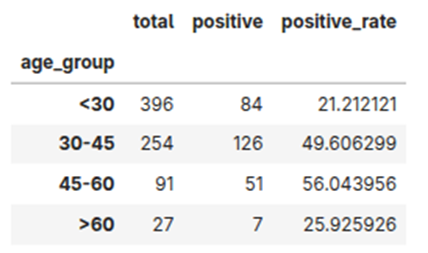 total positive positive_rate
age_group
<30 396 84 21.212121
30-45 254 126 49.606299
45-60 91 51 56.043956
>60 27 7 25.925926